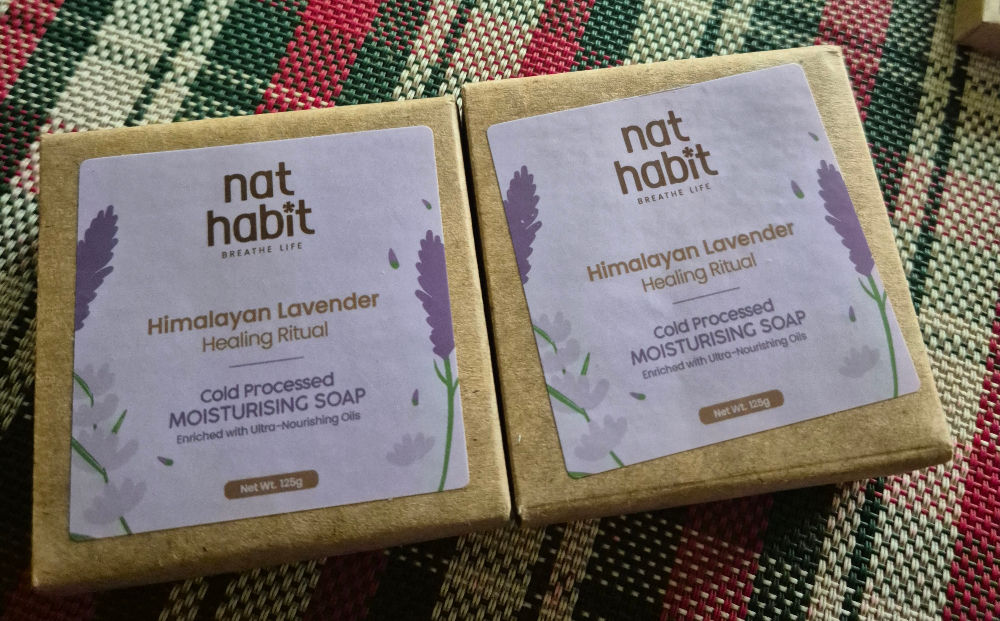 nat
habit
BREATHE LIFE
Himalayan Lavender
Healing Ritual
Cold Processed
MOISTURISING SOAP
Enriched with Ultra-Nourishing Oils
Net Wt. 125g
nat
habit
BREATHE LIFE
Himalayan Lavender
Healing Ritual
Cold Processed
MOISTURISING SOAP
Enriched with Ultra-Nourishing Oils
Net Wt. 125g